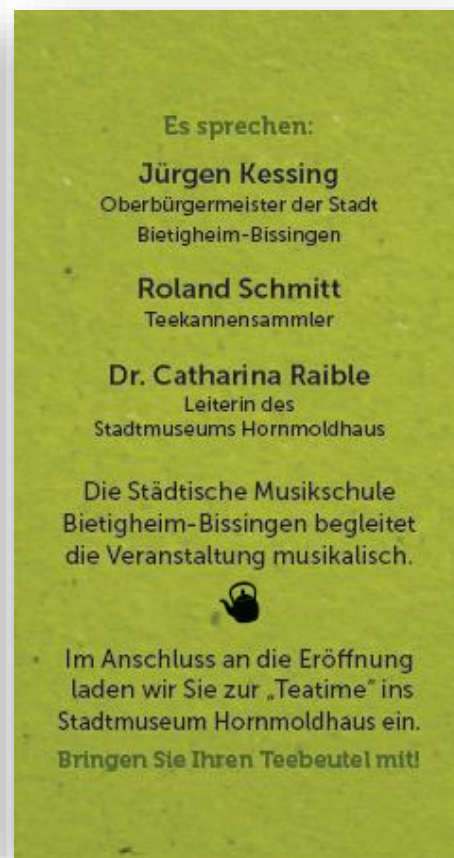 Es sprechen:
Jürgen Kessing
Oberbürgermeister der Stadt
Bietigheim-Bissingen
Roland Schmitt
Teekannensammler
Dr. Catharina Raible
Leiterin des
Stadtmuseums Hornmoldhaus
Die Städtische Musikschule
Bietigheim-Bissingen begleitet
die Veranstaltung musikalisch.
Im Anschluss an die Eröffnung
laden wir Sie zur „Teatime“ ins
Stadtmuseum Hornmoldhaus ein.
Bringen Sie Ihren Teebeutel mit!